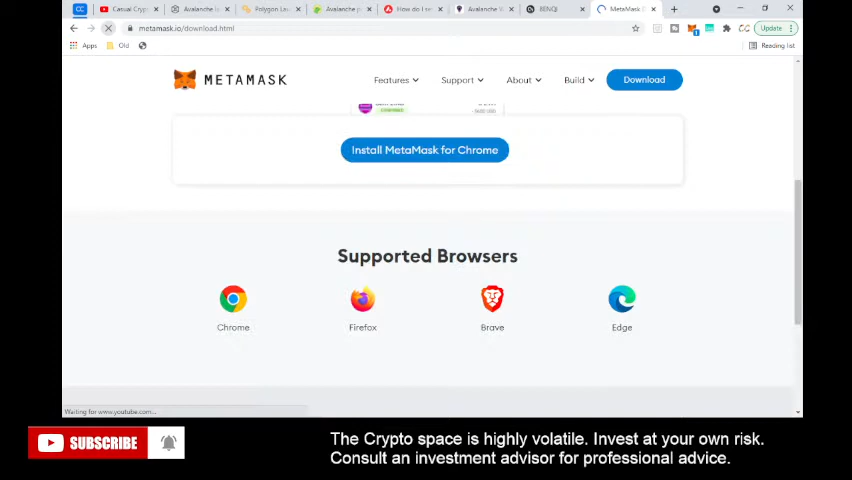 Casual Cryp
Avalanche
Polygon La
Avalanche p
How do I se
Avalanche
BENQI
MetaMask
metamask.io/download.html
Update
Apps
Old
Reading list
METAMASK
Features
Support
About
Build
Download
Install MetaMask for Chrome
Supported Browsers
Chrome
Firefox
Brave
Edge
Waiting for www.youtube.com...
SUBSCRIBE
The Crypto space is highly volatile. Invest at your own risk.
Consult an investment advisor for professional advice.